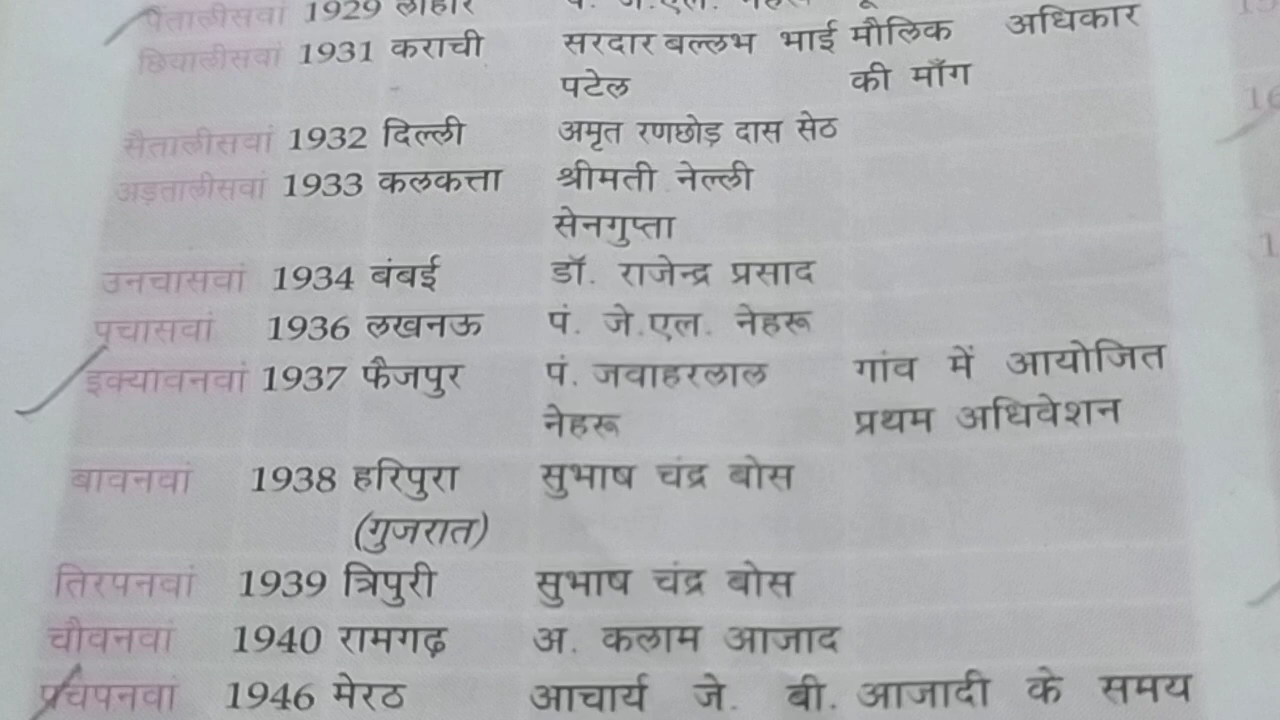 पैंतालीसवां 1929 लाहौर पं. जे.एल. नेहरू
छियालीसवां 1931 कराची सरदार बल्लभ भाई मौलिक अधिकार
पटेल की माँग
सैतालीसवां 1932 दिल्ली अमृत रणछोड़ दास सेठ
अड़तालीसवां 1933 कलकत्ता श्रीमती नेल्ली
सेनगुप्ता
उनचासवां 1934 बंबई डॉ. राजेन्द्र प्रसाद
पचासवां 1936 लखनऊ पं. जे.एल. नेहरू
इक्यावनवां 1937 फैजपुर पं. जवाहरलाल गांव में आयोजित
नेहरू प्रथम अधिवेशन
बावनवां 1938 हरिपुरा सुभाष चंद्र बोस
(गुजरात)
तिरपनवां 1939 त्रिपुरी सुभाष चंद्र बोस
चौवनवां 1940 रामगढ़ अ. कलाम आजाद
पचपनवां 1946 मेरठ आचार्य जे. बी. आजादी के समय